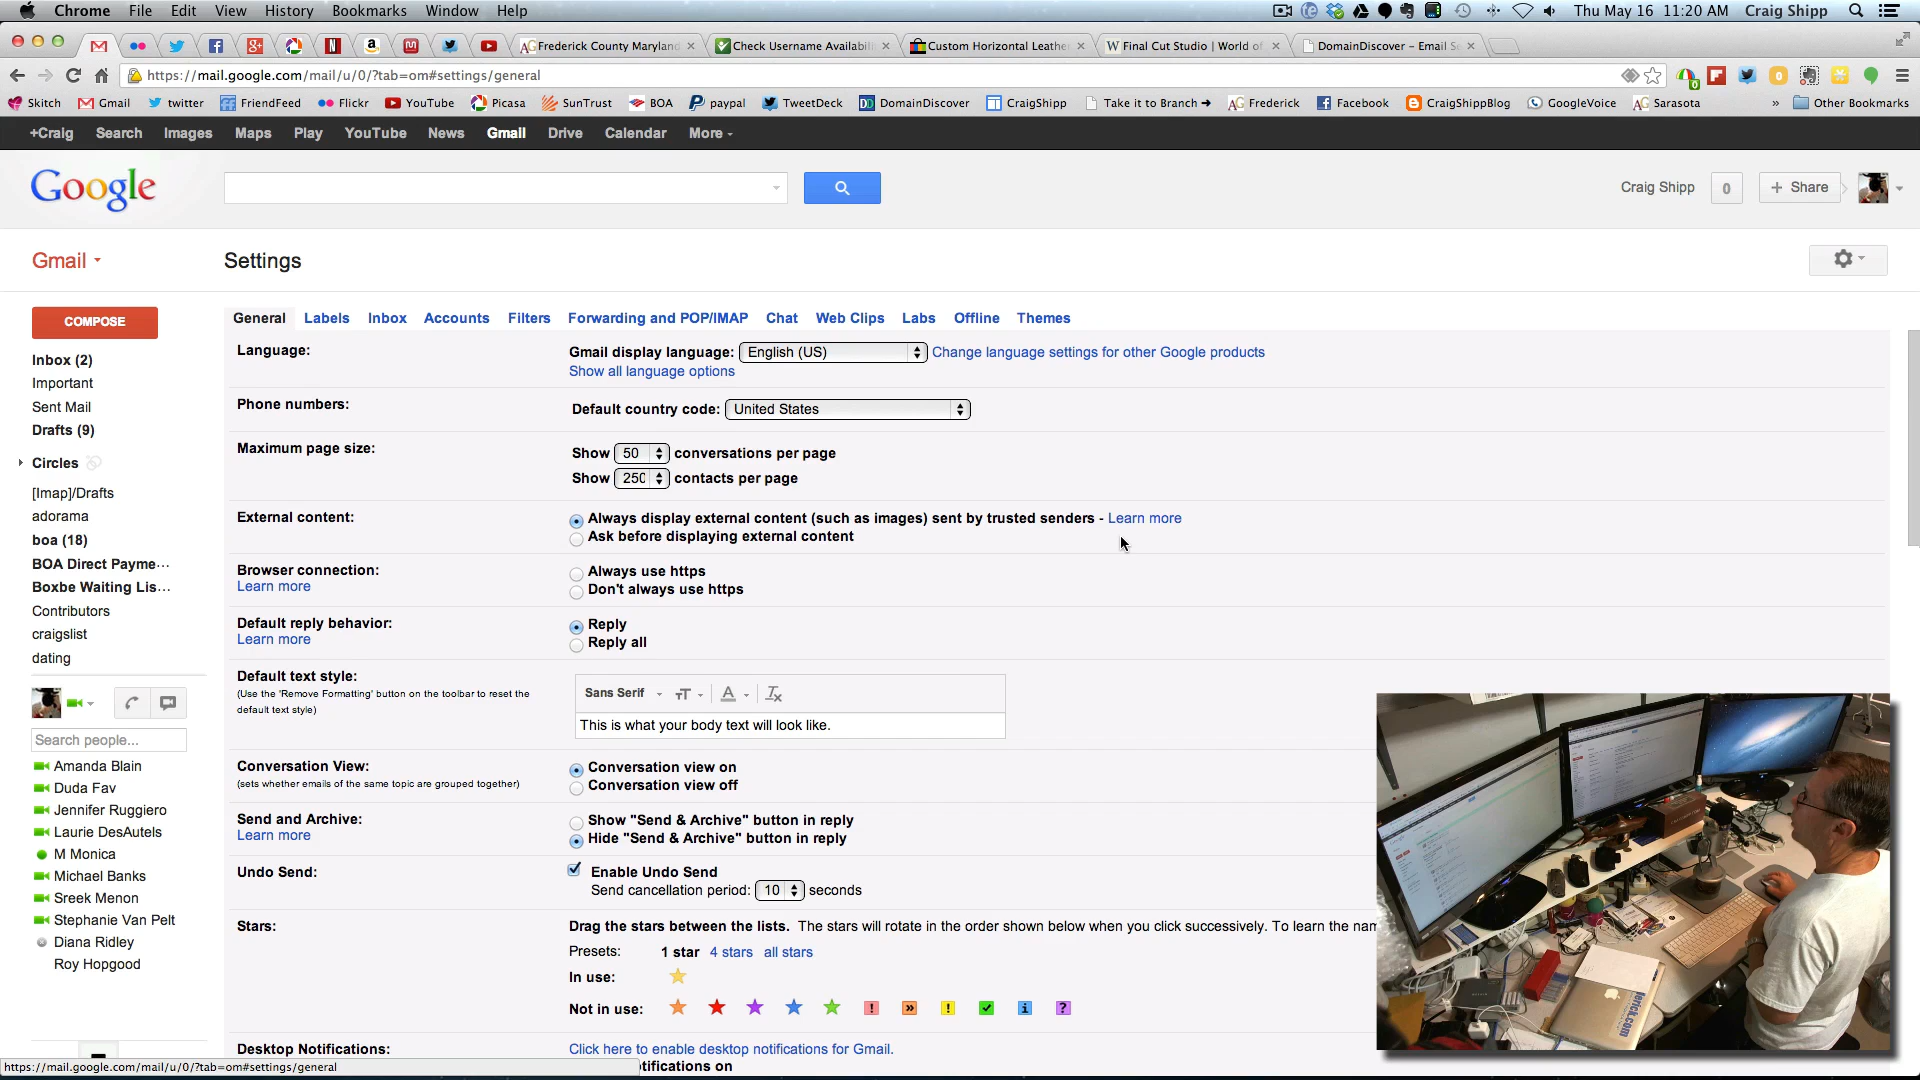 Chrome File Edit View History Bookmarks Window Help Thu May 16 11:20 AM Craig Shipp
Frederick County Maryland Check Username Availabili Custom Horizontal Leathe Final Cut Studio | World of DomainDiscover – Email S
https://mail.google.com/mail/u/0/?tab=om#settings/general
Skitch Gmail twitter FriendFeed Flickr YouTube Picasa SunTrust BOA paypal TweetDeck DomainDiscover CraigShipp Take it to Branch → Frederick Facebook CraigShippBlog GoogleVoice Sarasota » Other Bookmarks
+Craig Search Images Maps Play YouTube News Gmail Drive Calendar More
Google Craig Shipp 0 + Share
Gmail Settings
General Labels Inbox Accounts Filters Forwarding and POP/IMAP Chat Web Clips Labs Offline Themes
COMPOSE
Inbox (2)
Important
Sent Mail
Drafts (9)
Circles
[Imap]/Drafts
adorama
boa (18)
BOA Direct Payme...
Boxbe Waiting Lis...
Contributors
craigslist
dating
Search people...
Amanda Blain
Duda Fav
Jennifer Ruggiero
Laurie DesAutels
M Monica
Michael Banks
Sreek Menon
Stephanie Van Pelt
Diana Ridley
Roy Hopgood
Language: Gmail display language: English (US) Change language settings for other Google products
Show all language options
Phone numbers: Default country code: United States
Maximum page size: Show 50 conversations per page
Show 250 contacts per page
External content: Always display external content (such as images) sent by trusted senders - Learn more
Ask before displaying external content
Browser connection: Always use https
Learn more Don't always use https
Default reply behavior: Reply
Learn more Reply all
Default text style:
(Use the 'Remove Formatting' button on the toolbar to reset the
default text style)
Sans Serif
This is what your body text will look like.
Conversation View: Conversation view on
(sets whether emails of the same topic are grouped together) Conversation view off
Send and Archive: Show "Send & Archive" button in reply
Learn more Hide "Send & Archive" button in reply
Undo Send: Enable Undo Send
Send cancellation period: 10 seconds
Stars: Drag the stars between the lists. The stars will rotate in the order shown below when you click successively. To learn the nam
Presets: 1 star 4 stars all stars
In use:
Not in use:
Desktop Notifications: Click here to enable desktop notifications for Gmail.
tifications on
https://mail.google.com/mail/u/0/?tab=om#settings/general